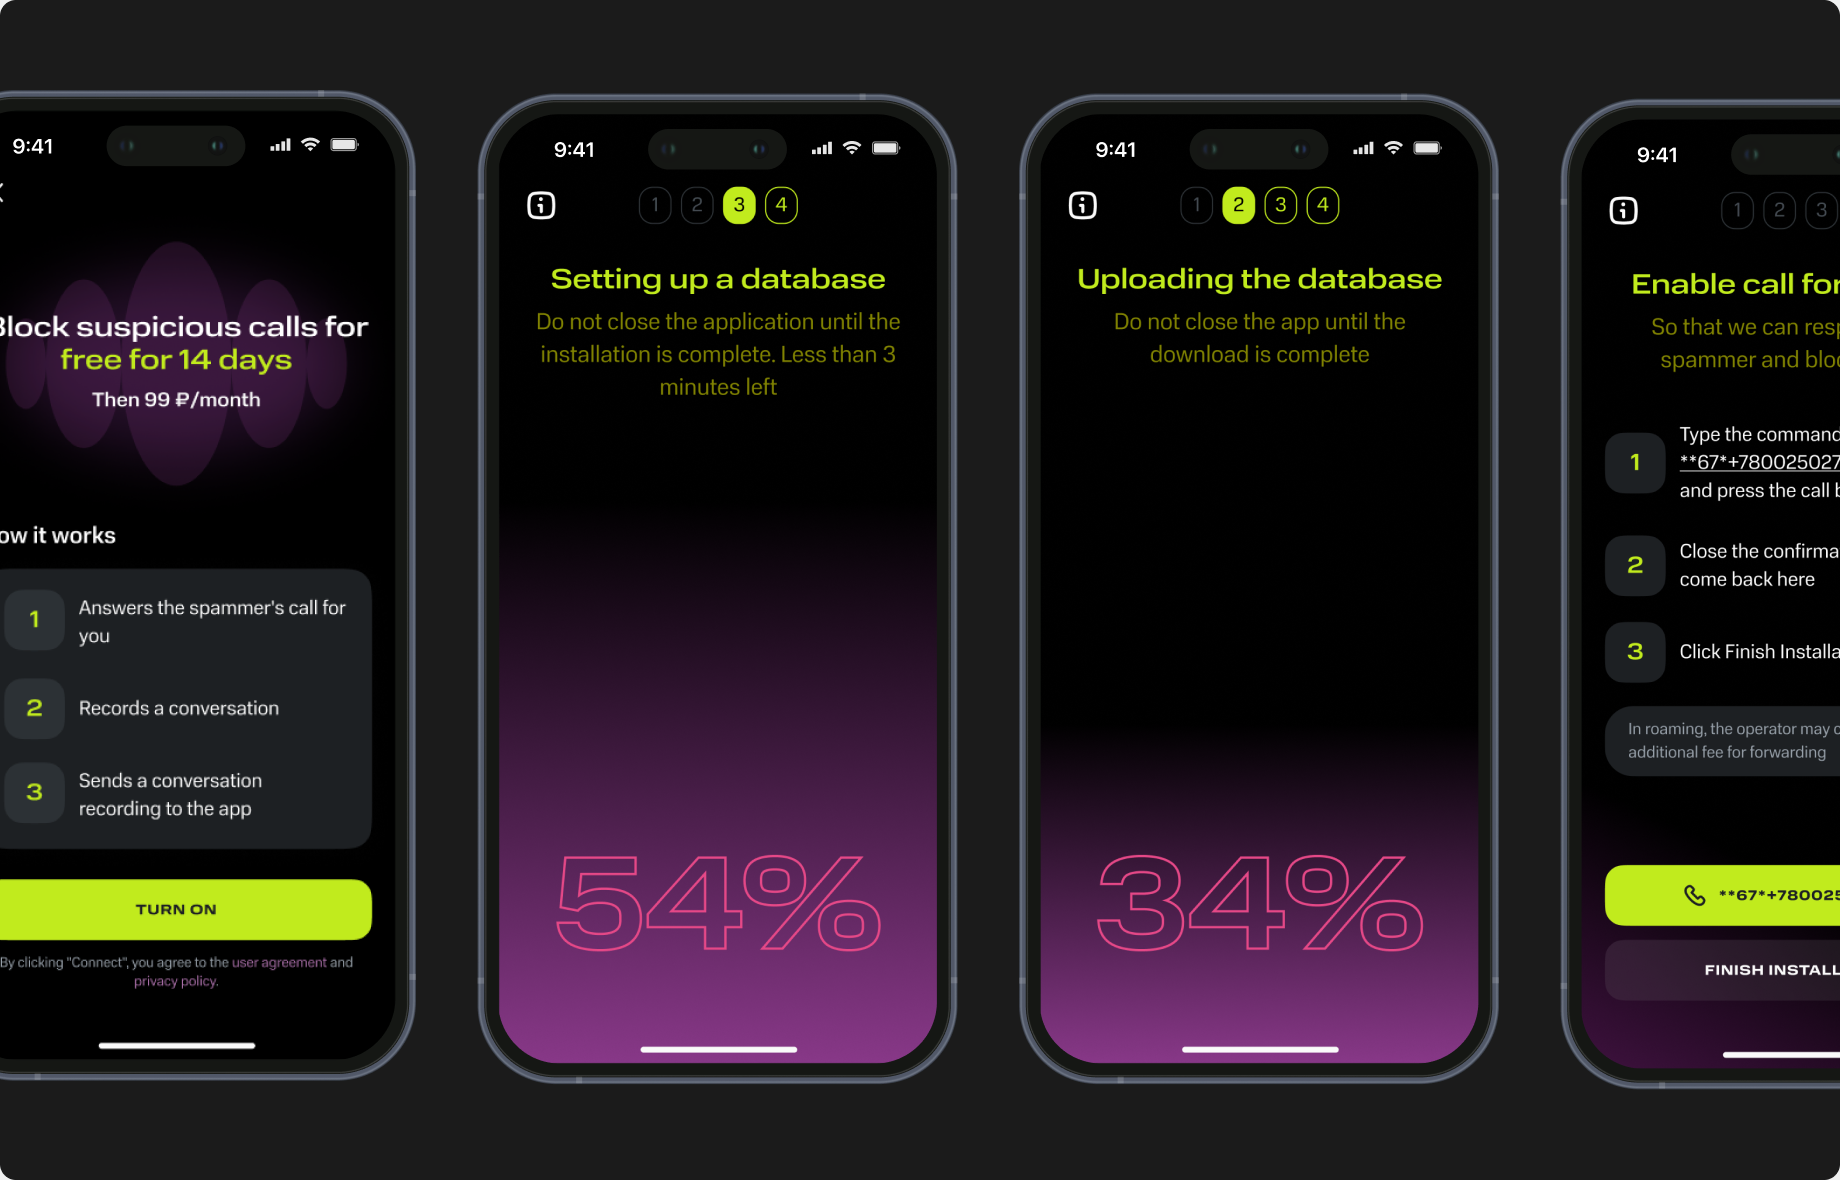 9:41
Block suspicious calls for
free for 14 days
Then 99 ₽/month
ow it works
1
Answers the spammer's call for
you
2
Records a conversation
3
Sends a conversation
recording to the app
TURN ON
By clicking "Connect", you agree to the user agreement and
privacy policy.
9:41
1 2 3 4
Setting up a database
Do not close the application until the
installation is complete. Less than 3
minutes left
54%
9:41
1 2 3 4
Uploading the database
Do not close the app until the
download is complete
34%
9:41
1 2 3
Enable call for
So that we can resp
spammer and bloc
1
Type the command
**67*+780025027
and press the call b
2
Close the confirma
come back here
3
Click Finish Installa
In roaming, the operator may c
additional fee for forwarding
**67*+780025
FINISH INSTALL